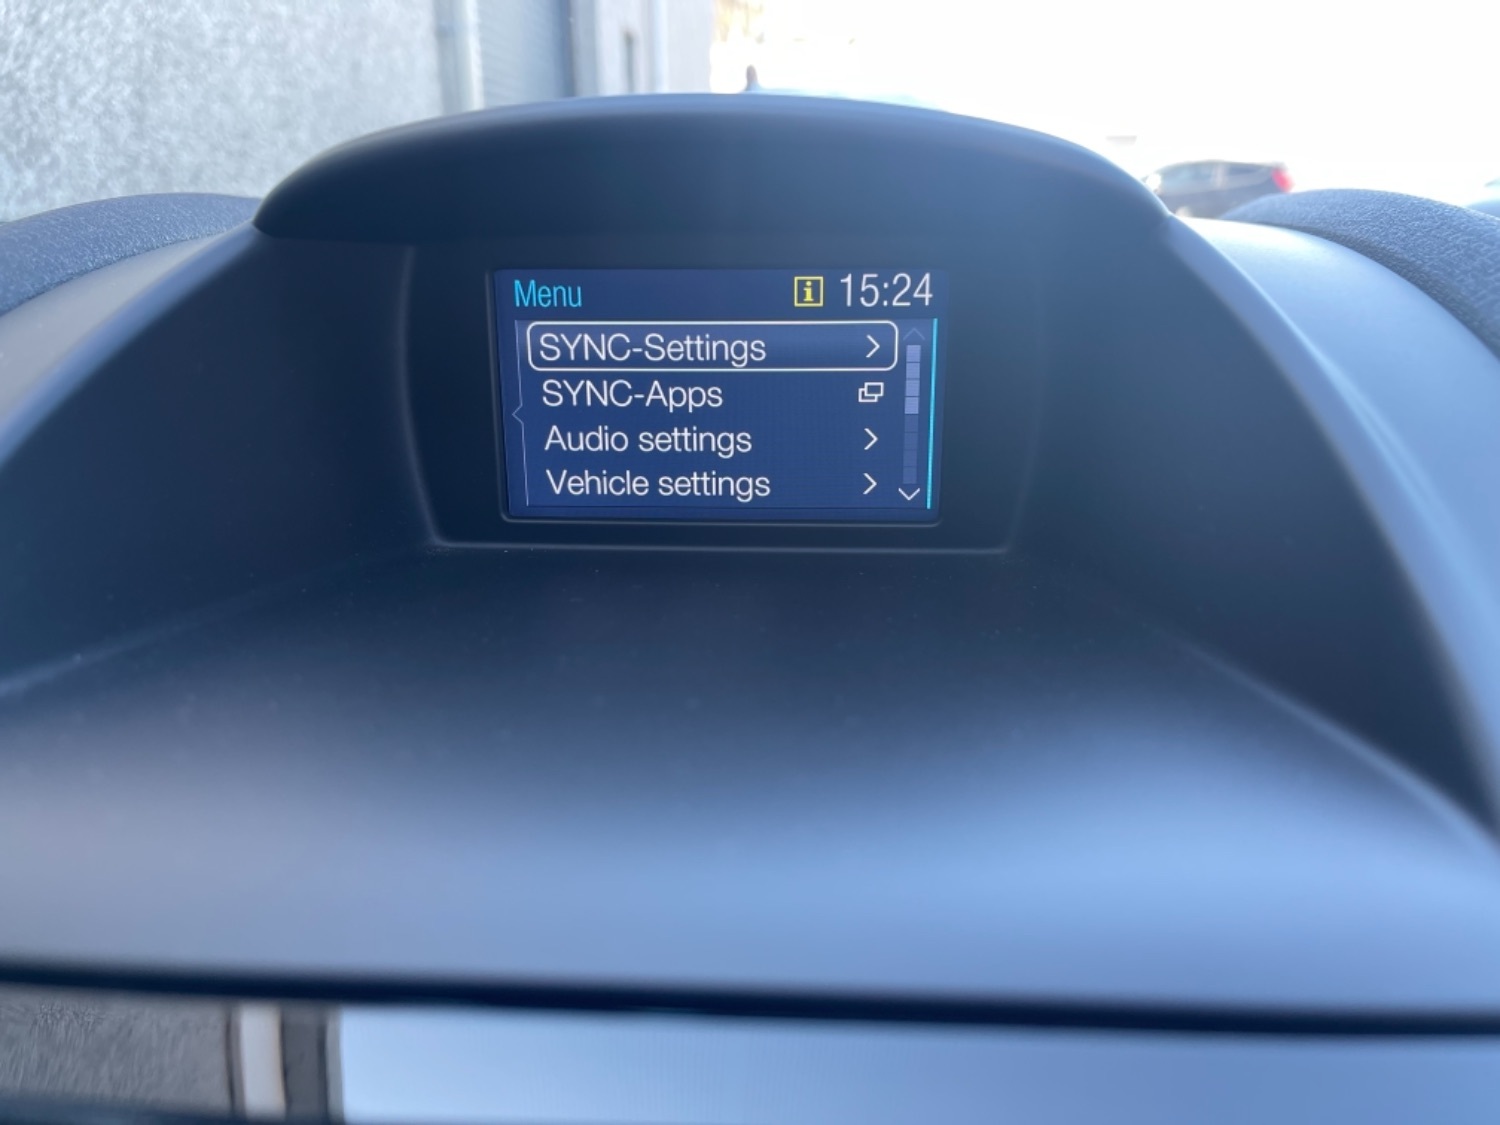 Menu i 15:24
SYNC-Settings
SYNC-Apps
Audio settings
Vehicle settings